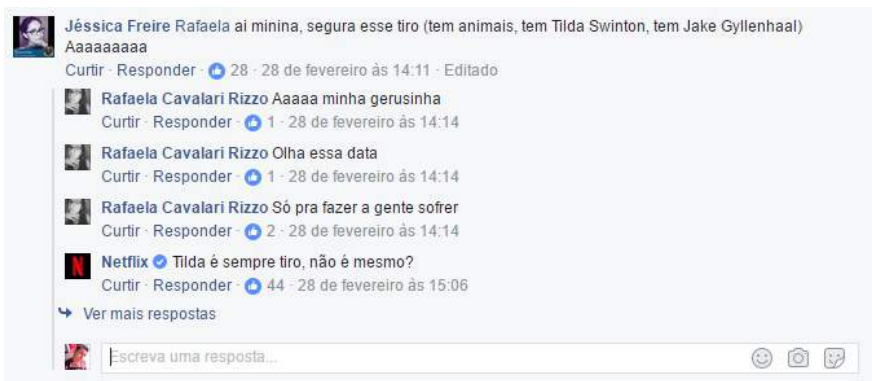 Jéssica Freire Rafaela ai minina, segura esse tiro (tem animais, tem Tilda Swinton, tem Jake Gyllenhaal)
Aaaaaaaaa
Curtir · Responder · 28 · 28 de fevereiro às 14:11 · Editado
Rafaela Cavalari Rizzo Aaaaa minha gerusinha
Curtir · Responder · 1 · 28 de fevereiro às 14:14
Rafaela Cavalari Rizzo Olha essa data
Curtir · Responder · 1 · 28 de fevereiro às 14:14
Rafaela Cavalari Rizzo Só pra fazer a gente sofrer
Curtir · Responder · 2 · 28 de fevereiro às 14:14
N Netflix Tilda é sempre tiro, não é mesmo?
Curtir · Responder · 44 · 28 de fevereiro às 15:06
Ver mais respostas
Escreva uma resposta...